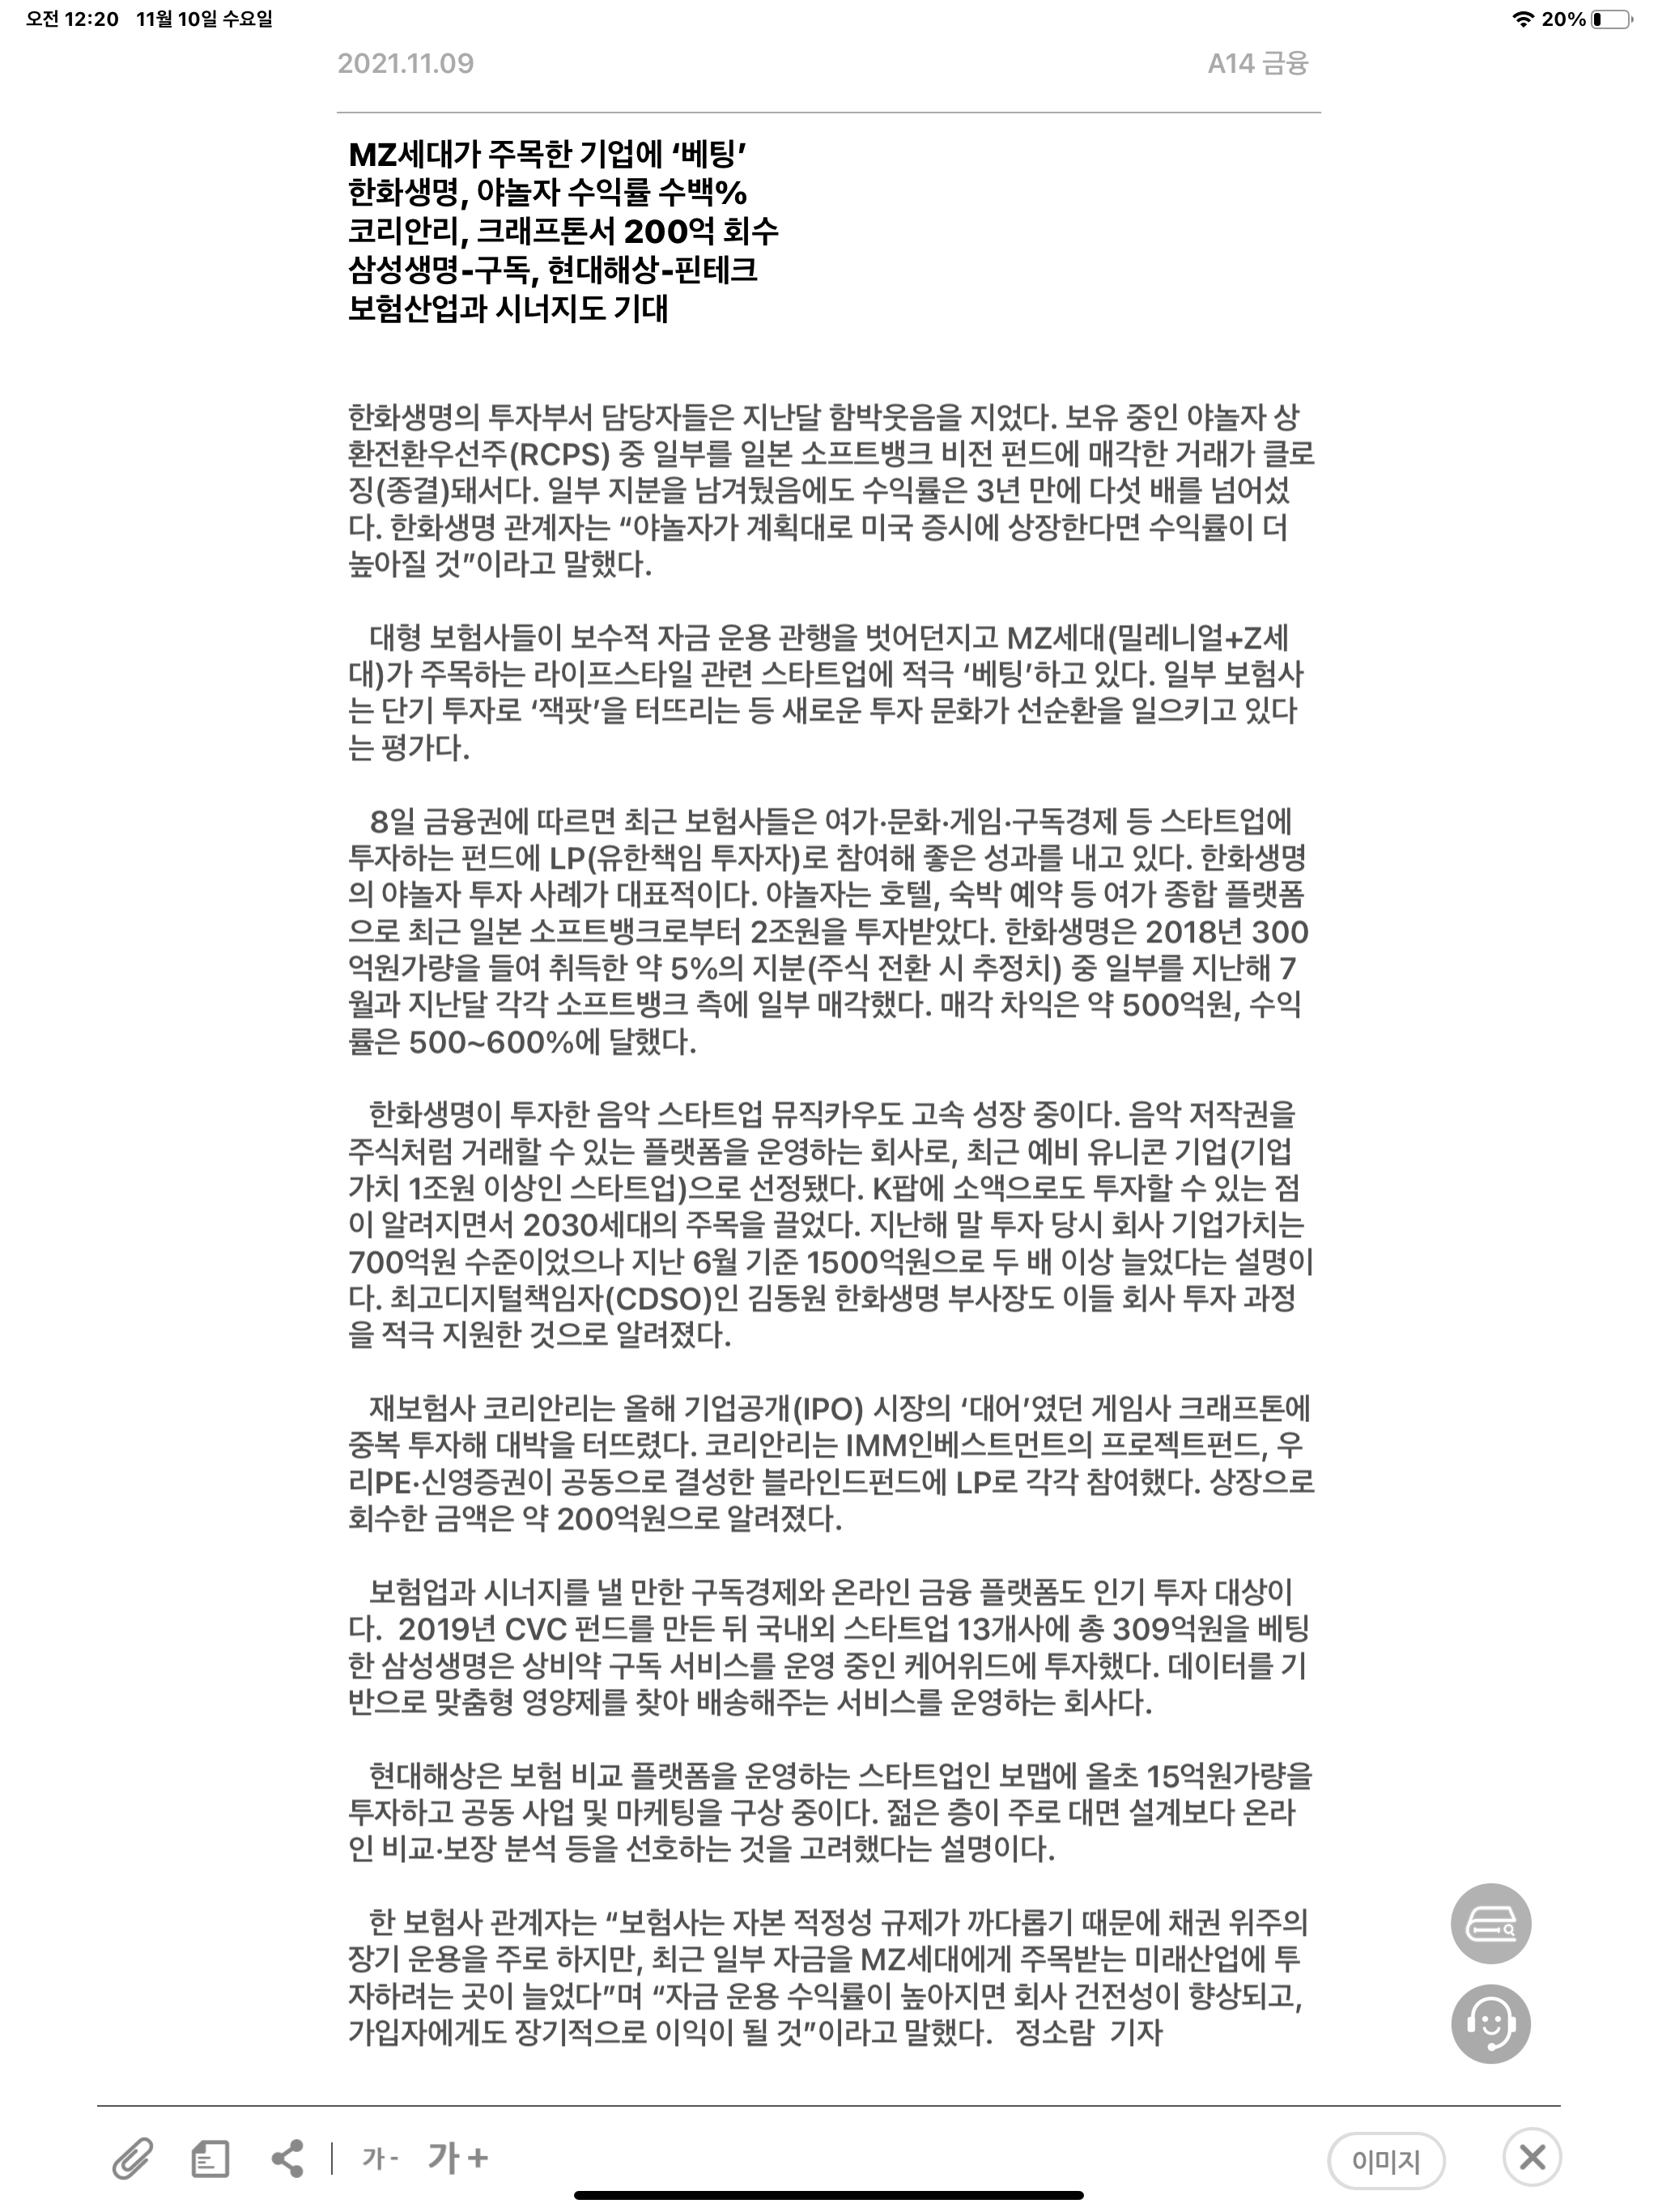 오전 12:20 11월 10일 수요일
20%
2021.11.09
A14 금융
MZ세대가 주목한 기업에 ‘베팅’
한화생명, 야놀자 수익률 수백%
코리안리, 크래프톤서 200억 회수
삼성생명-구독, 현대해상-핀테크
보험산업과 시너지도 기대
한화생명의 투자부서 담당자들은 지난달 함박웃음을 지었다. 보유 중인 야놀자 상
환전환우선주(RCPS) 중 일부를 일본 소프트뱅크 비전 펀드에 매각한 거래가 클로
징(종결)돼서다. 일부 지분을 남겨뒀음에도 수익률은 3년 만에 다섯 배를 넘어섰
다. 한화생명 관계자는 “야놀자가 계획대로 미국 증시에 상장한다면 수익률이 더
높아질 것”이라고 말했다.
대형 보험사들이 보수적 자금 운용 관행을 벗어던지고 MZ세대(밀레니얼+Z세
대)가 주목하는 라이프스타일 관련 스타트업에 적극 ‘베팅’하고 있다. 일부 보험사
는 단기 투자로 ‘잭팟’을 터뜨리는 등 새로운 투자 문화가 선순환을 일으키고 있다
는 평가다.
8일 금융권에 따르면 최근 보험사들은 여가·문화·게임·구독경제 등 스타트업에
투자하는 펀드에 LP(유한책임 투자자)로 참여해 좋은 성과를 내고 있다. 한화생명
의 야놀자 투자 사례가 대표적이다. 야놀자는 호텔, 숙박 예약 등 여가 종합 플랫폼
으로 최근 일본 소프트뱅크로부터 2조원을 투자받았다. 한화생명은 2018년 300
억원가량을 들여 취득한 약 5%의 지분(주식 전환 시 추정치) 중 일부를 지난해 7
월과 지난달 각각 소프트뱅크 측에 일부 매각했다. 매각 차익은 약 500억원, 수익
률은 500~600%에 달했다.
한화생명이 투자한 음악 스타트업 뮤직카우도 고속 성장 중이다. 음악 저작권을
주식처럼 거래할 수 있는 플랫폼을 운영하는 회사로, 최근 예비 유니콘 기업(기업
가치 1조원 이상인 스타트업)으로 선정됐다. K팝에 소액으로도 투자할 수 있는 점
이 알려지면서 2030세대의 주목을 끌었다. 지난해 말 투자 당시 회사 기업가치는
700억원 수준이었으나 지난 6월 기준 1500억원으로 두 배 이상 늘었다는 설명이
다. 최고디지털책임자(CDSO)인 김동원 한화생명 부사장도 이들 회사 투자 과정
을 적극 지원한 것으로 알려졌다.
재보험사 코리안리는 올해 기업공개(IPO) 시장의 ‘대어’였던 게임사 크래프톤에
중복 투자해 대박을 터뜨렸다. 코리안리는 IMM인베스트먼트의 프로젝트펀드, 우
리PE·신영증권이 공동으로 결성한 블라인드펀드에 LP로 각각 참여했다. 상장으로
회수한 금액은 약 200억원으로 알려졌다.
보험업과 시너지를 낼 만한 구독경제와 온라인 금융 플랫폼도 인기 투자 대상이
다. 2019년 CVC 펀드를 만든 뒤 국내외 스타트업 13개사에 총 309억원을 베팅
한 삼성생명은 상비약 구독 서비스를 운영 중인 케어위드에 투자했다. 데이터를 기
반으로 맞춤형 영양제를 찾아 배송해주는 서비스를 운영하는 회사다.
현대해상은 보험 비교 플랫폼을 운영하는 스타트업인 보맵에 올초 15억원가량을
투자하고 공동 사업 및 마케팅을 구상 중이다. 젊은 층이 주로 대면 설계보다 온라
인 비교·보장 분석 등을 선호하는 것을 고려했다는 설명이다.
한 보험사 관계자는 “보험사는 자본 적정성 규제가 까다롭기 때문에 채권 위주의
장기 운용을 주로 하지만, 최근 일부 자금을 MZ세대에게 주목받는 미래산업에 투
자하려는 곳이 늘었다”며 “자금 운용 수익률이 높아지면 회사 건전성이 향상되고,
가입자에게도 장기적으로 이익이 될 것”이라고 말했다. 정소람 기자
가- 가+
이미지